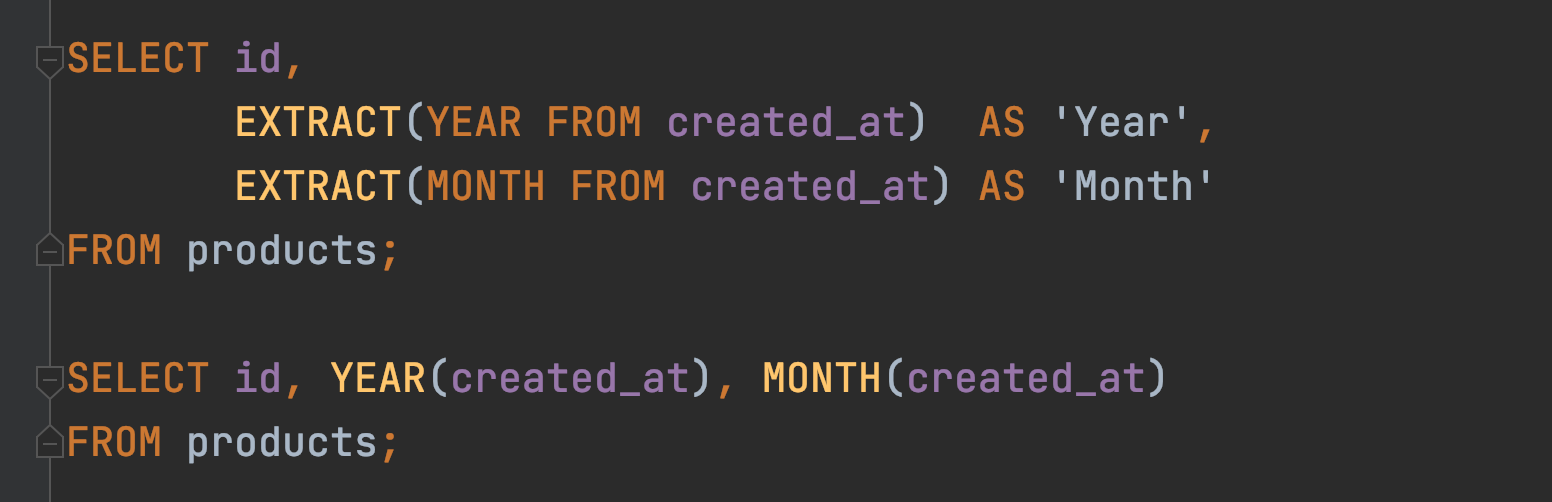 SELECT id,
       EXTRACT(YEAR FROM created_at)  AS 'Year',
       EXTRACT(MONTH FROM created_at) AS 'Month'
FROM products;

SELECT id, YEAR(created_at), MONTH(created_at)
FROM products;